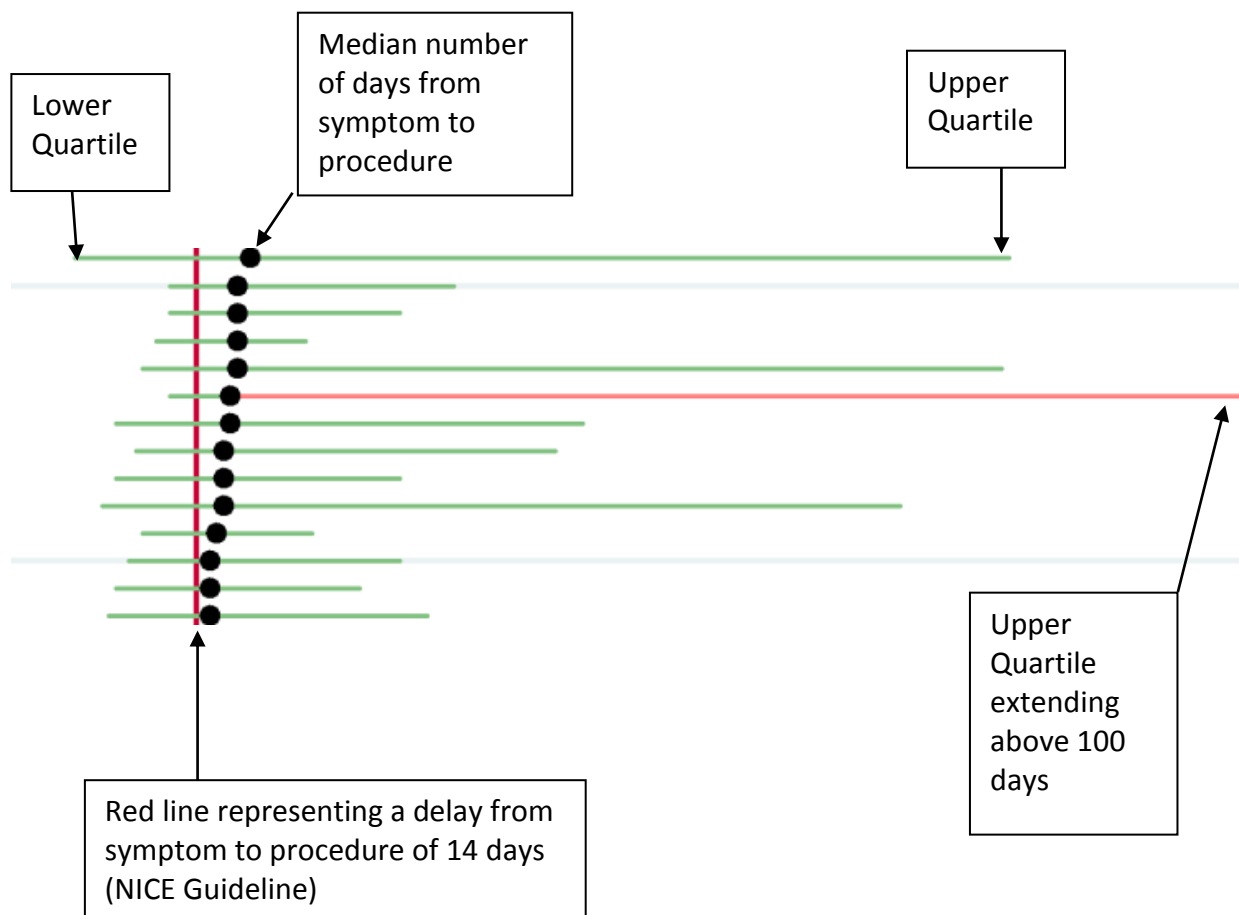 Lower
Quartile
Median number
of days from
symptom to
procedure
Upper
Quartile
Upper
Quartile
extending
above 100
days
Red line representing a delay from
symptom to procedure of 14 days
(NICE Guideline)